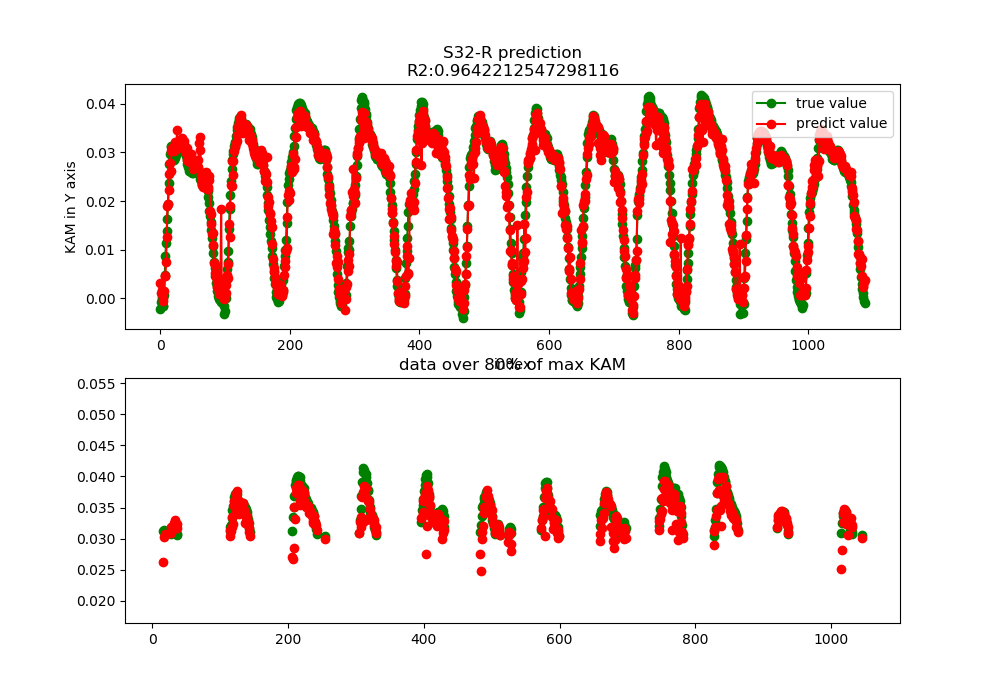 S32-R prediction
R2:0.9642212547298116
KAM in Y axis
0.04
0.03
0.02
0.01
0.00
true value
predict value
0 200 400 600 800 1000
index
data over 80% of max KAM
0.055
0.050
0.045
0.040
0.035
0.030
0.025
0.020
0 200 400 600 800 1000